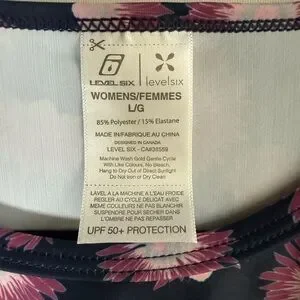 LEVEL SIX
levelsix
WOMENS/FEMMES
L/G
85% Polyester / 15% Elastane
MADE IN/FABRIQUE AU CHINA
DESIGNED IN CANADA
LEVEL SIX - CA#38569
Machine Wash Gold Gentle Cycle
With Like Colours, No Bleach,
Hang to Dry Out of Direct Sunlight
Do Not Iron or Dry Clean
LAVEL A LA MACHINE A L'EAU FROIDE
REGLER AU CYCLE DELICAT AVEC
MEME COULEURS NE PAS BLANCHIR
SUSPENDRE POUR SECHER DANS
L'OMBRE NE PAS REPASSER
UPF 50+ PROTECTION